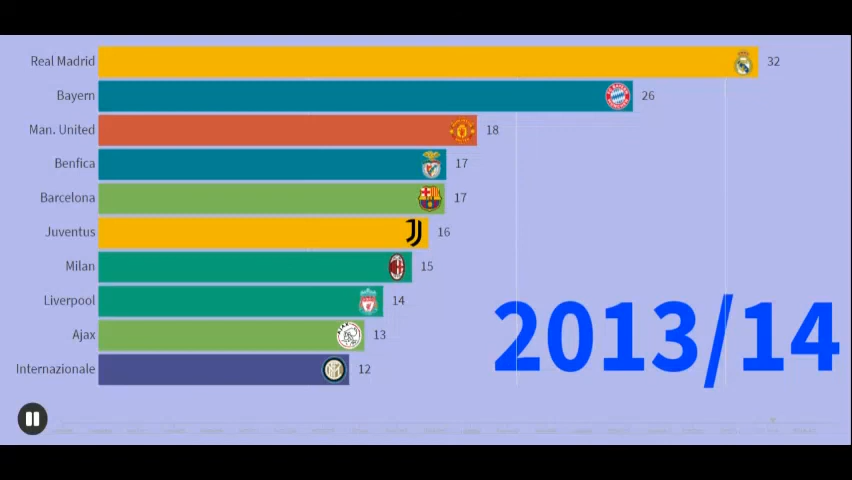 Real Madrid 32
Bayern 26
Man. United 18
Benfica 17
Barcelona 17
Juventus 16
Milan 15
Liverpool 14
Ajax 13
Internazionale 12
2013/14